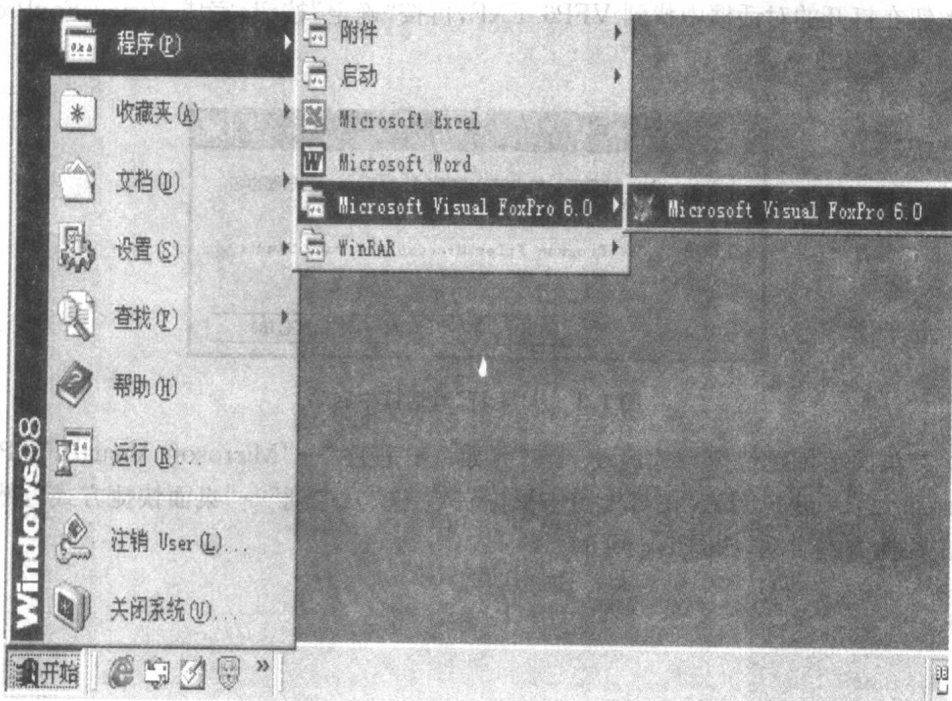 程序(P)
收藏夹(A)
文档(D)
设置(S)
查找(F)
帮助(H)
运行(R)...
注销 User(L)...
关闭系统(U)...
Windows98
附件
启动
Microsoft Excel
Microsoft Word
Microsoft Visual FoxPro 6.0
WinRAR
Microsoft Visual FoxPro 6.0
开始
»